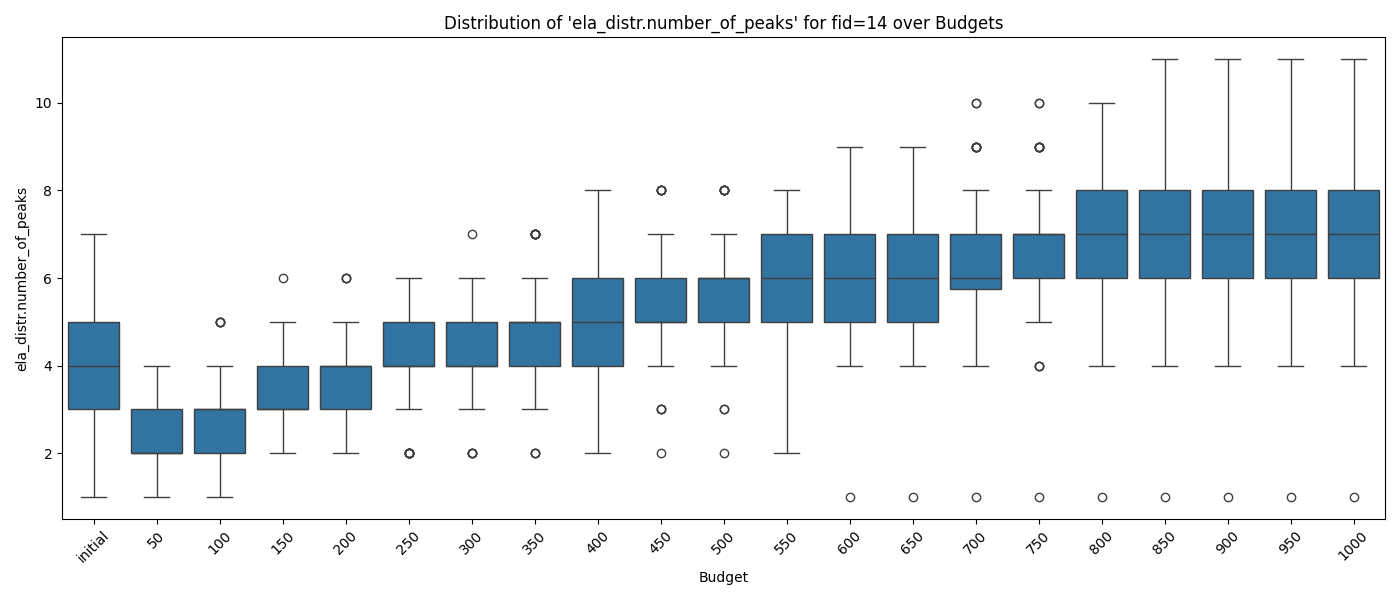 Distribution of 'ela_distr.number_of_peaks' for fid=14 over Budgets
ela_distr.number_of_peaks
10
8
6
4
2
initial 50 100 150 200 250 300 350 400 450 500 550 600 650 700 750 800 850 900 950 1000
Budget